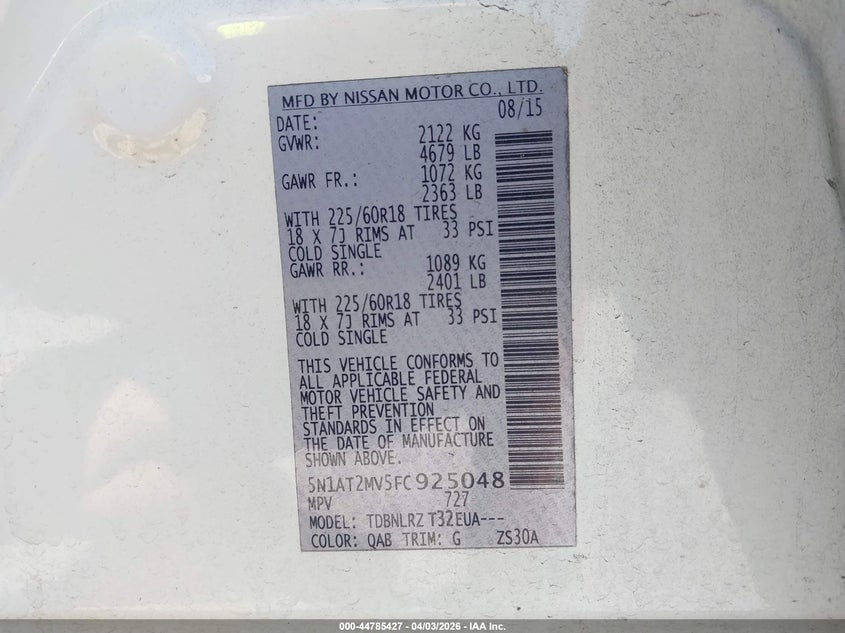 MFD BY NISSAN MOTOR CO., LTD.
DATE: 08/15
GVWR: 2122 KG
4679 LB
GAWR FR.: 1072 KG
2363 LB
WITH 225/60R18 TIRES
18 X 7J RIMS AT 33 PSI
COLD SINGLE
GAWR RR.: 1089 KG
2401 LB
WITH 225/60R18 TIRES
18 X 7J RIMS AT 33 PSI
COLD SINGLE
THIS VEHICLE CONFORMS TO
ALL APPLICABLE FEDERAL
MOTOR VEHICLE SAFETY AND
THEFT PREVENTION
STANDARDS IN EFFECT ON
THE DATE OF MANUFACTURE
SHOWN ABOVE.
5N1AT2MV5FC925048
MPV 727
MODEL: TDBNLRZ T32EUA---
COLOR: QAB TRIM: G ZS30A
000-44785427 - 04/03/2026 - IAA Inc.